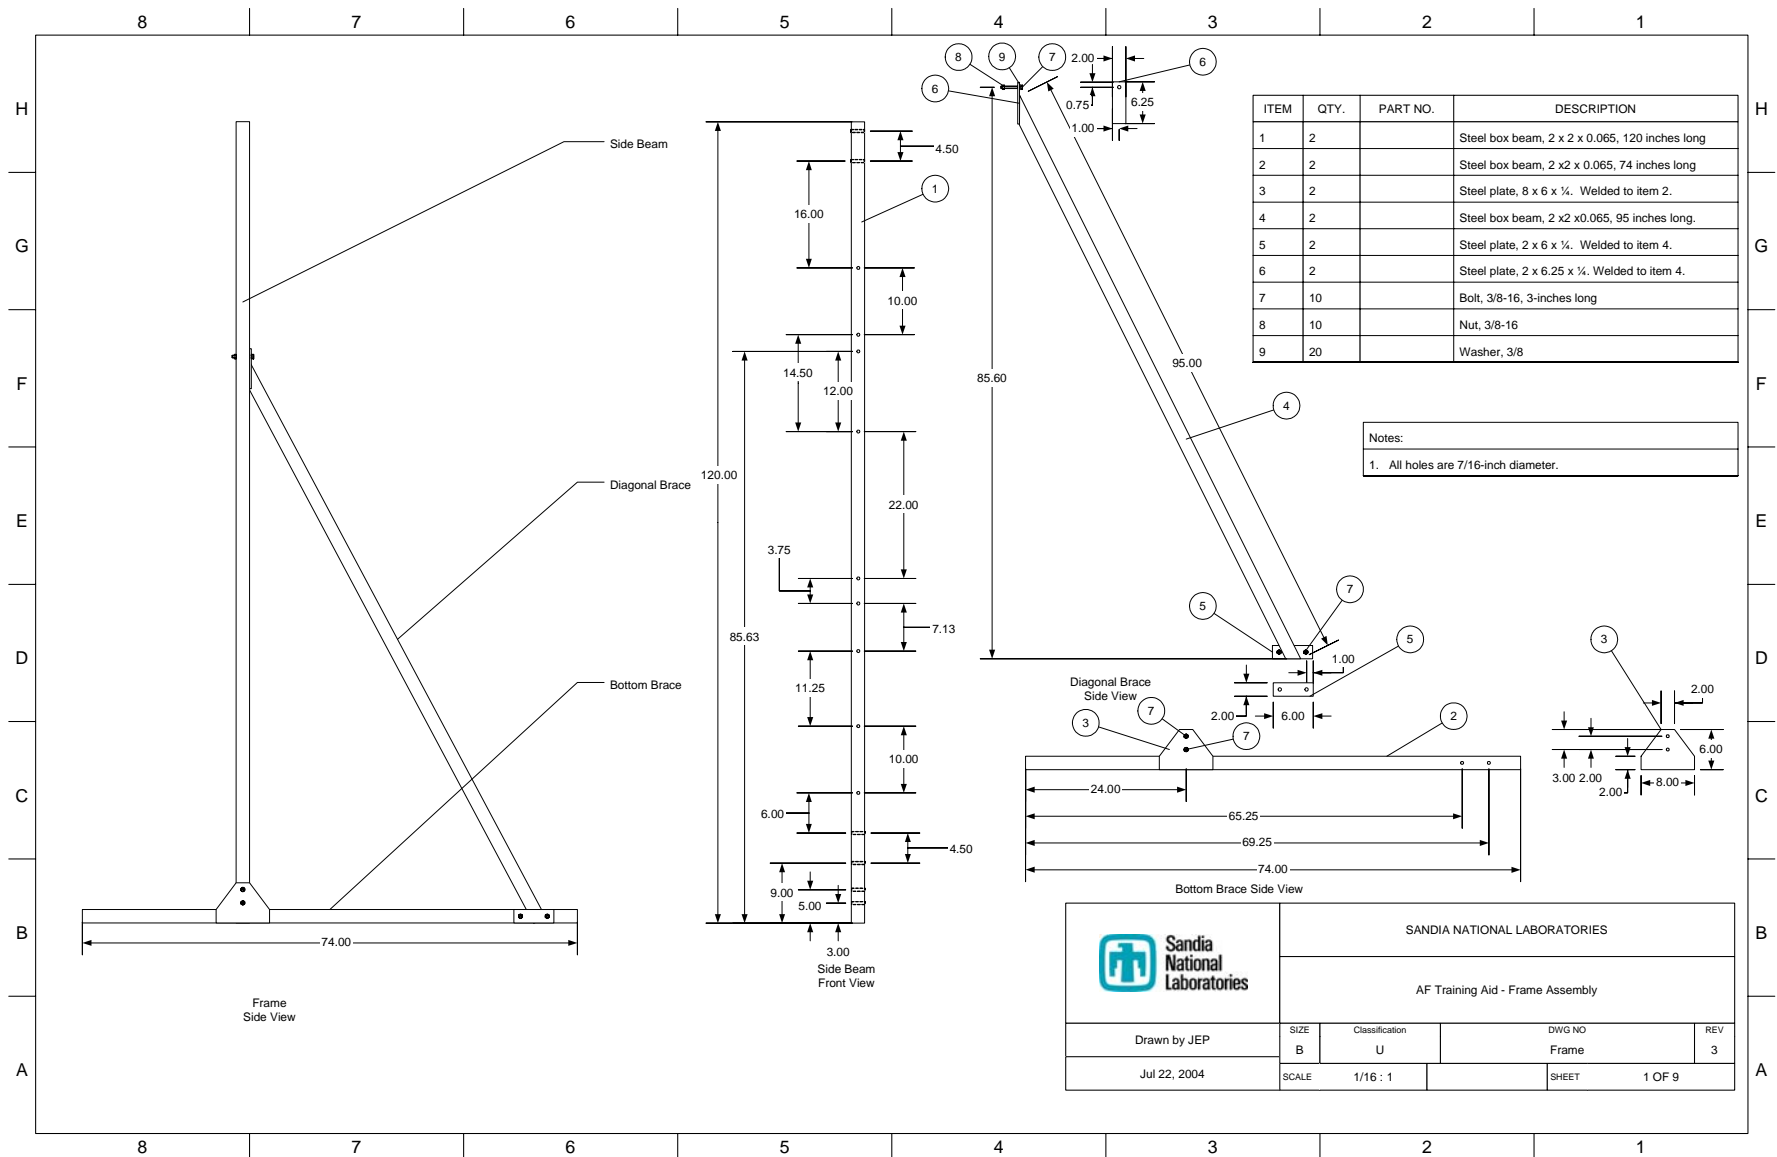 8 7 6 5 4 3 2 1
H
G
F
E
D
C
B
A
Side Beam
Diagonal Brace
Bottom Brace
74.00
Frame
Side View
120.00
85.63
4.50
16.00
1
10.00
14.50
12.00
22.00
3.75
7.13
11.25
10.00
6.00
4.50
9.00
5.00
3.00
Side Beam
Front View
8 9 7
6
2.00
6
0.75
6.25
1.00
85.60
95.00
4
5
7
1.00
5
2.00
6.00
Diagonal Brace
Side View
3
7
7
2
24.00
65.25
69.25
74.00
Bottom Brace Side View
3
2.00
6.00
3.00 2.00
2.00
8.00
ITEM QTY. PART NO. DESCRIPTION
1 2 Steel box beam, 2 x 2 x 0.065, 120 inches long
2 2 Steel box beam, 2 x2 x 0.065, 74 inches long
3 2 Steel plate, 8 x 6 x ¼. Welded to item 2.
4 2 Steel box beam, 2 x2 x0.065, 95 inches long.
5 2 Steel plate, 2 x 6 x ¼. Welded to item 4.
6 2 Steel plate, 2 x 6.25 x ¼. Welded to item 4.
7 10 Bolt, 3/8-16, 3-inches long
8 10 Nut, 3/8-16
9 20 Washer, 3/8
Notes:
1. All holes are 7/16-inch diameter.
Sandia
National
Laboratories
SANDIA NATIONAL LABORATORIES
AF Training Aid - Frame Assembly
Drawn by JEP
Jul 22, 2004
SIZE Classification DWG NO REV
B U Frame 3
SCALE 1/16 : 1 SHEET 1 OF 9
H
G
F
E
D
C
B
A
8 7 6 5 4 3 2 1